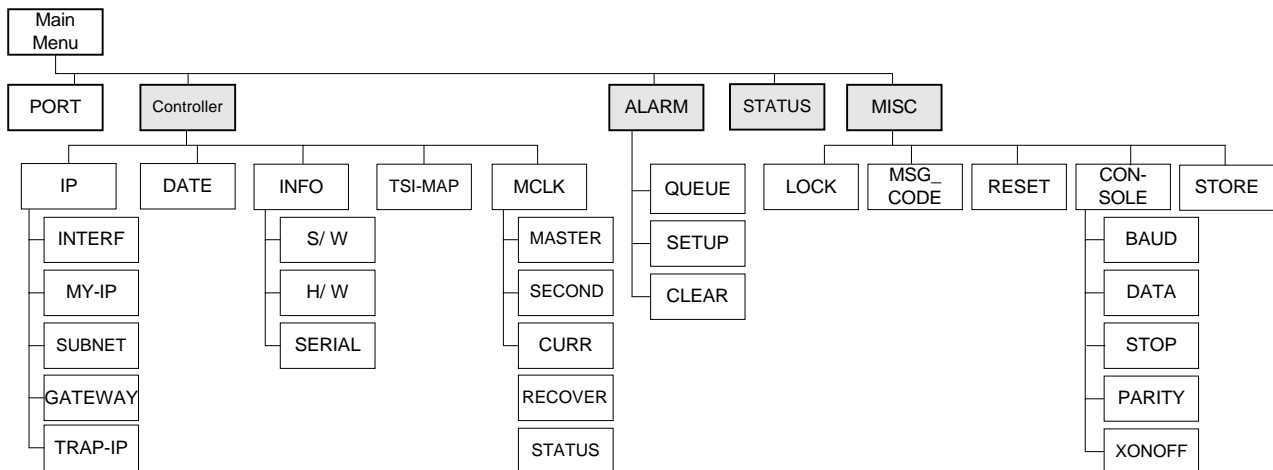 Main
Menu
PORT
Controller
ALARM
STATUS
MISC
IP
DATE
INFO
TSI-MAP
MCLK
QUEUE
SETUP
CLEAR
LOCK
MSG_
CODE
RESET
CON-
SOLE
STORE
INTERF
MY-IP
SUBNET
GATEWAY
TRAP-IP
S/ W
H/ W
SERIAL
MASTER
SECOND
CURR
RECOVER
STATUS
BAUD
DATA
STOP
PARITY
XONOFF